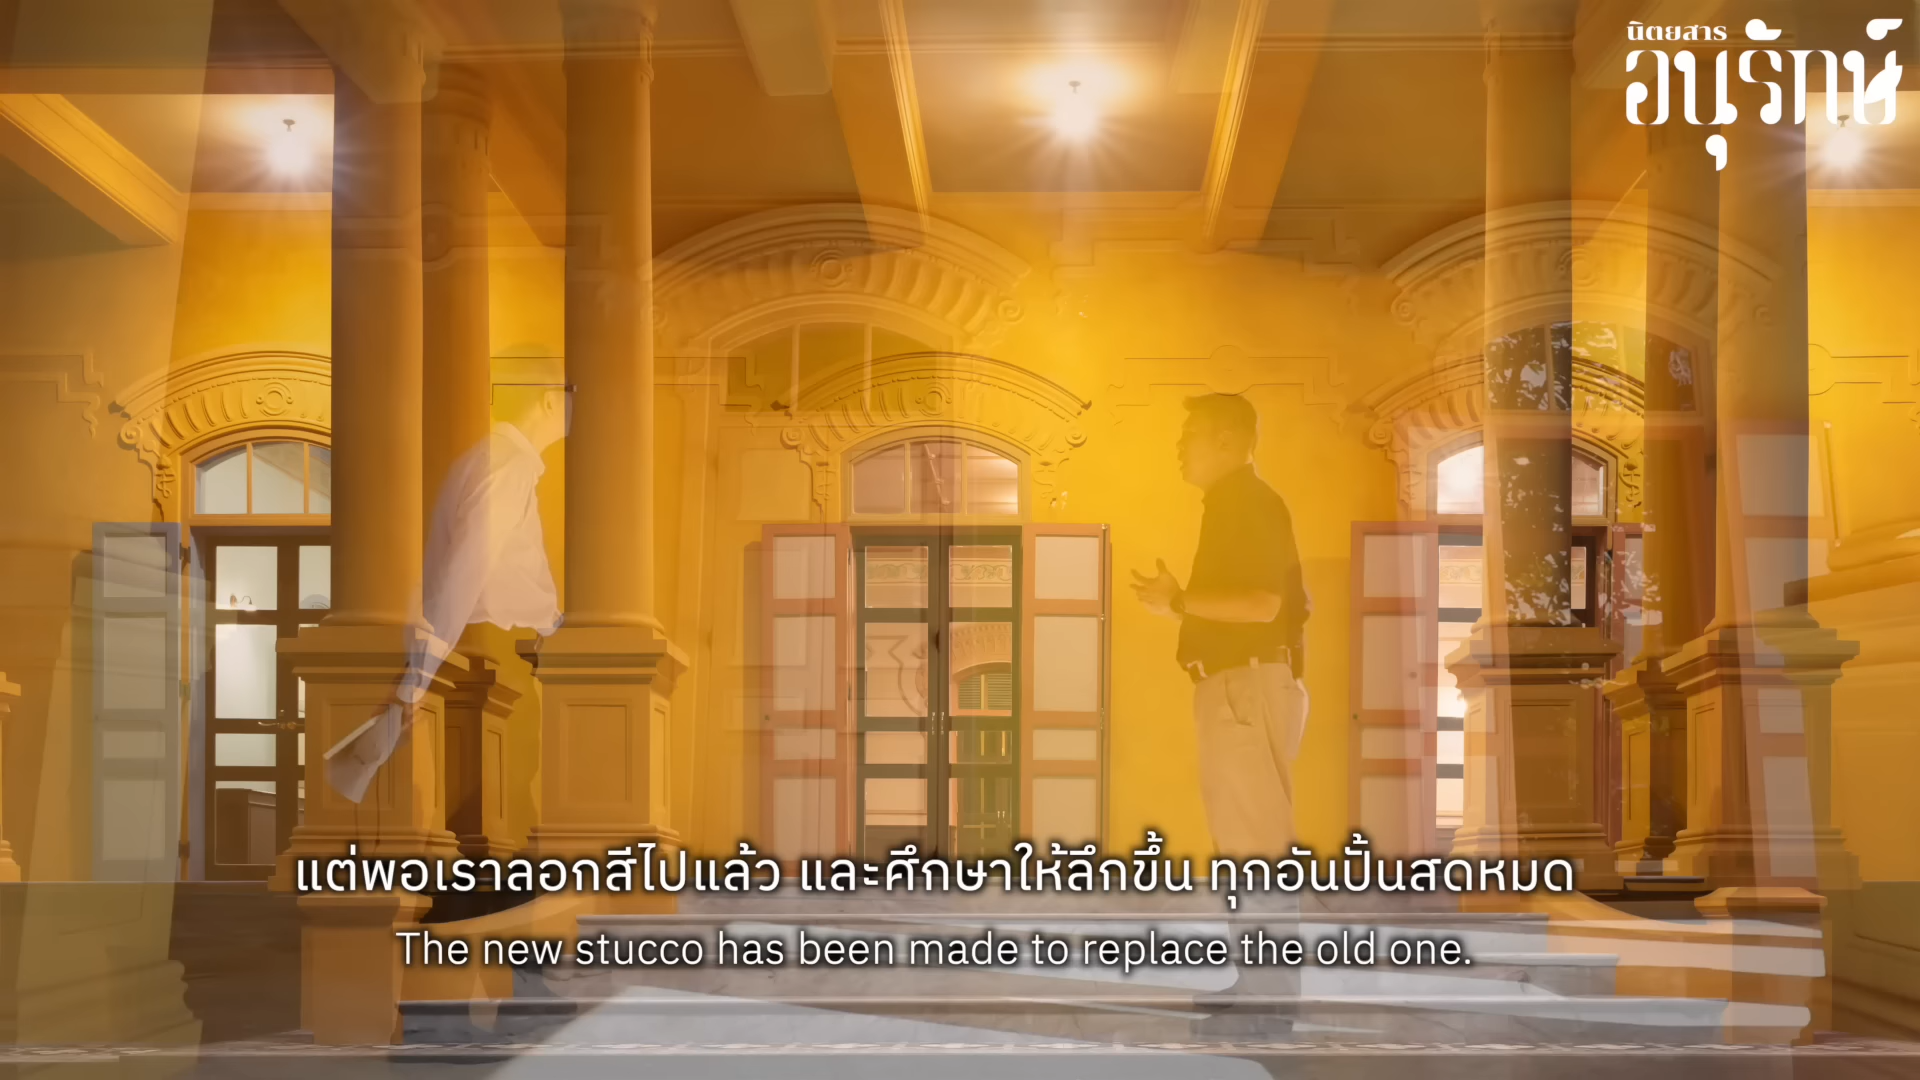 นิตยสาร
อนุรักษ์
แต่พอเราลอกสีไปแล้ว และศึกษาให้ลึกขึ้น ทุกอันปั้นสดหมด
The new stucco has been made to replace the old one.